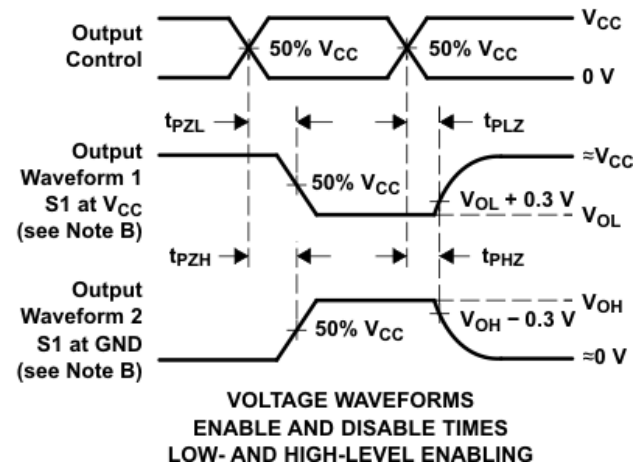 Output
Control
50% VCC
50% VCC
VCC
0 V
tPZL
tPLZ
Output
Waveform 1
S1 at VCC
(see Note B)
50% VCC
≈VCC
VOL + 0.3 V
VOL
tPZH
tPHZ
Output
Waveform 2
S1 at GND
(see Note B)
50% VCC
VOH
VOH − 0.3 V
≈0 V
VOLTAGE WAVEFORMS
ENABLE AND DISABLE TIMES
LOW- AND HIGH-LEVEL ENABLING